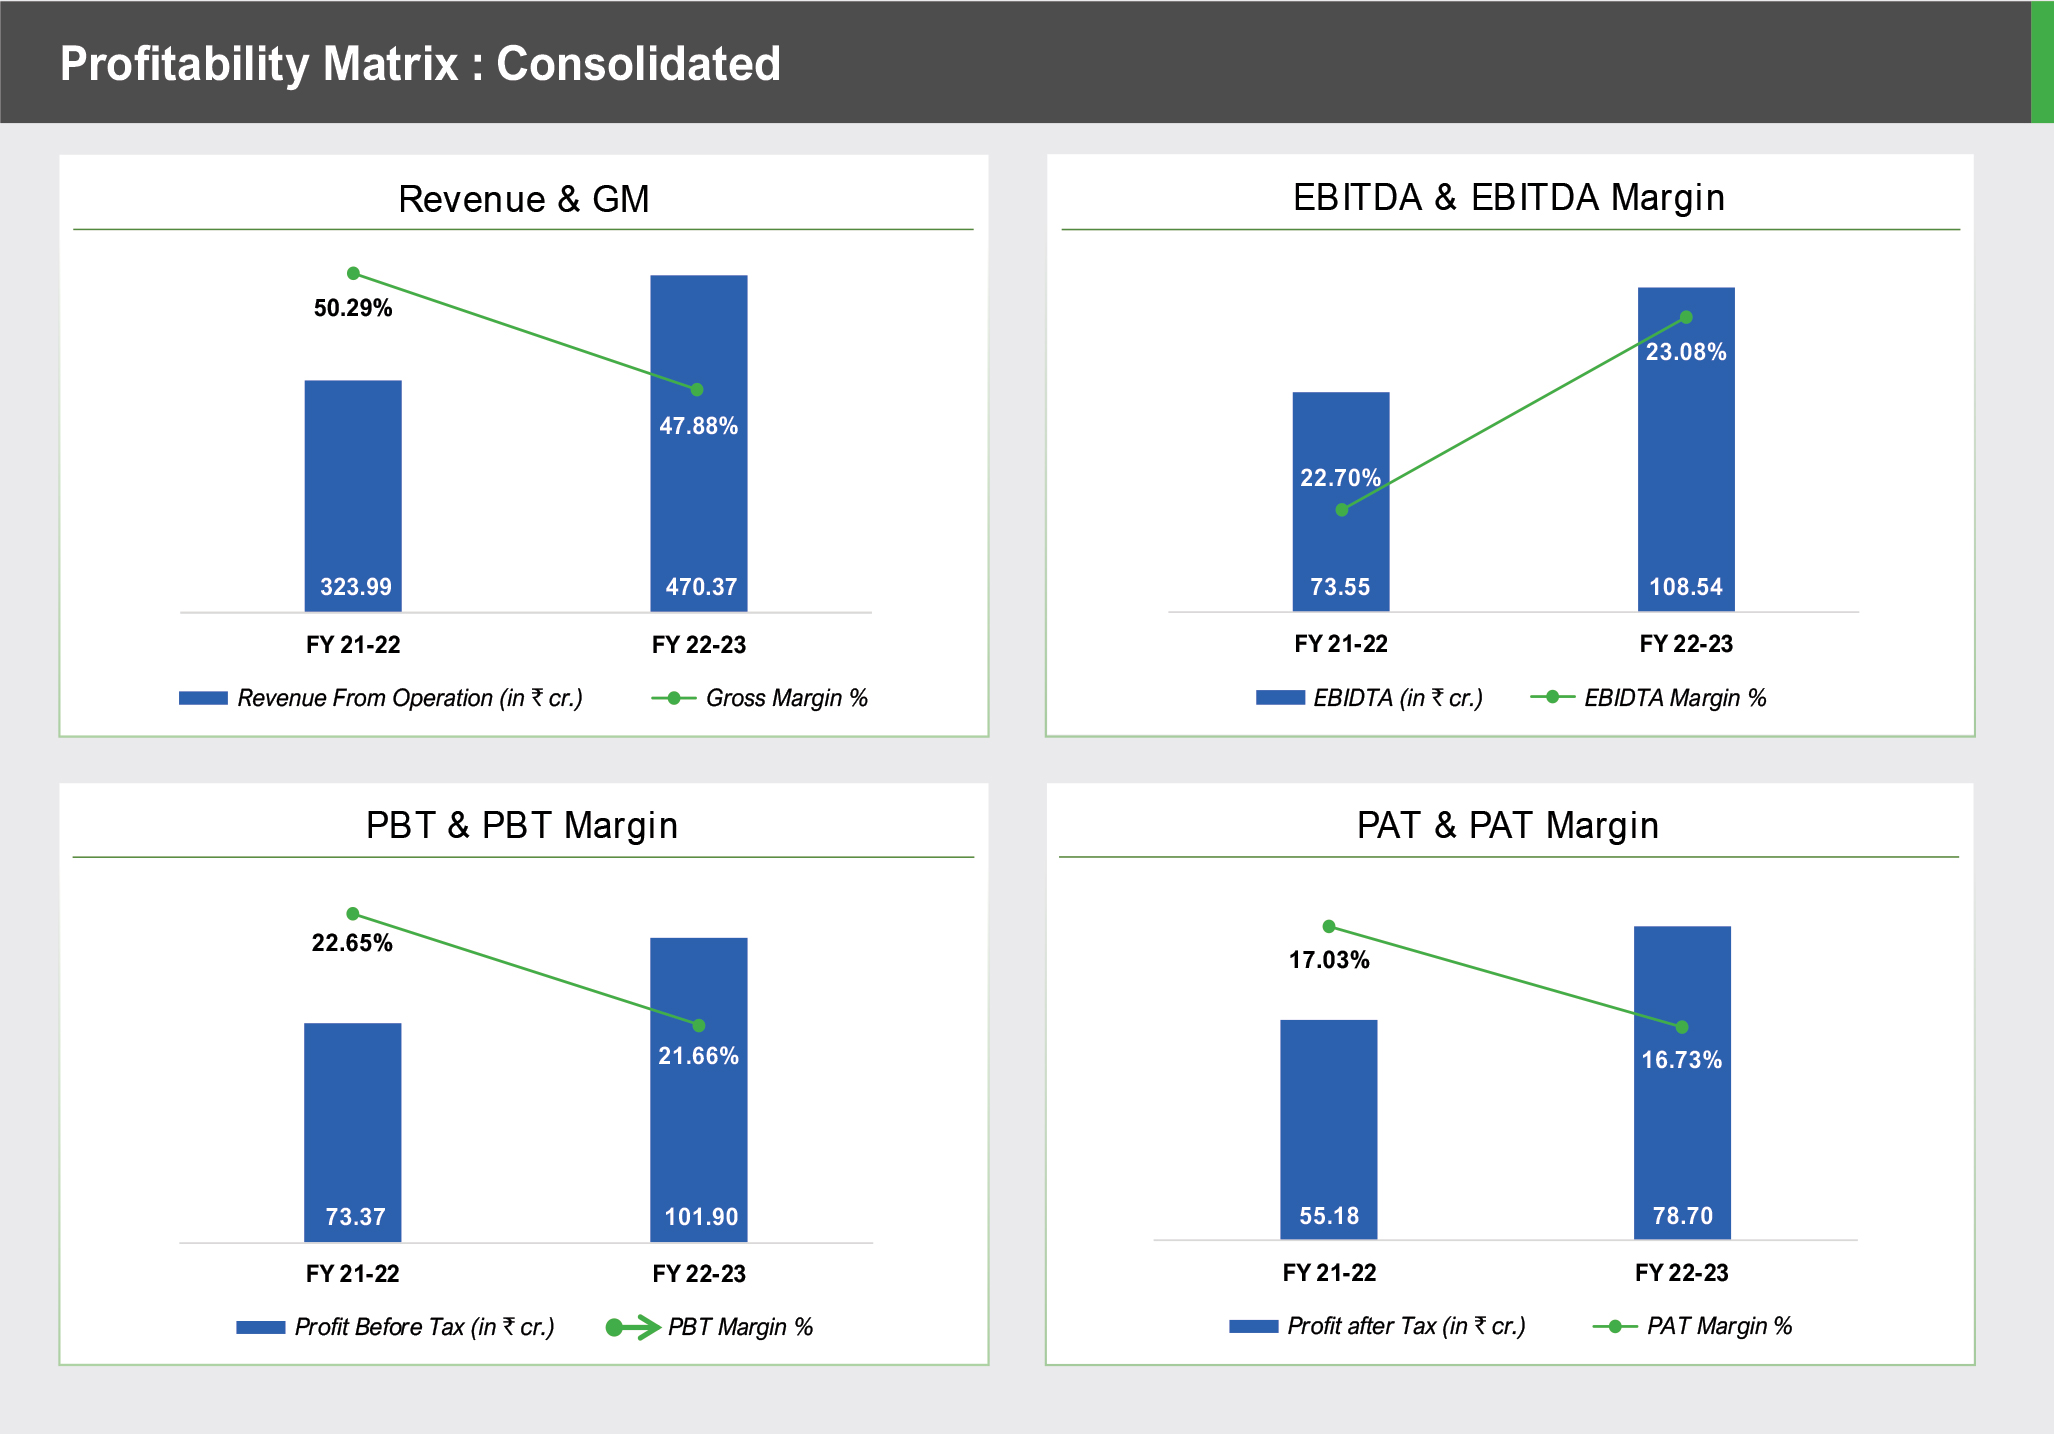 Profitability Matrix : Consolidated
Revenue & GM
50.29%
47.88%
323.99
470.37
FY 21-22
FY 22-23
Revenue From Operation (in ₹ cr.)
Gross Margin %
EBITDA & EBITDA Margin
23.08%
22.70%
73.55
108.54
FY 21-22
FY 22-23
EBIDTA (in ₹ cr.)
EBIDTA Margin %
PBT & PBT Margin
22.65%
21.66%
73.37
101.90
FY 21-22
FY 22-23
Profit Before Tax (in ₹ cr.)
PBT Margin %
PAT & PAT Margin
17.03%
16.73%
55.18
78.70
FY 21-22
FY 22-23
Profit after Tax (in ₹ cr.)
PAT Margin %